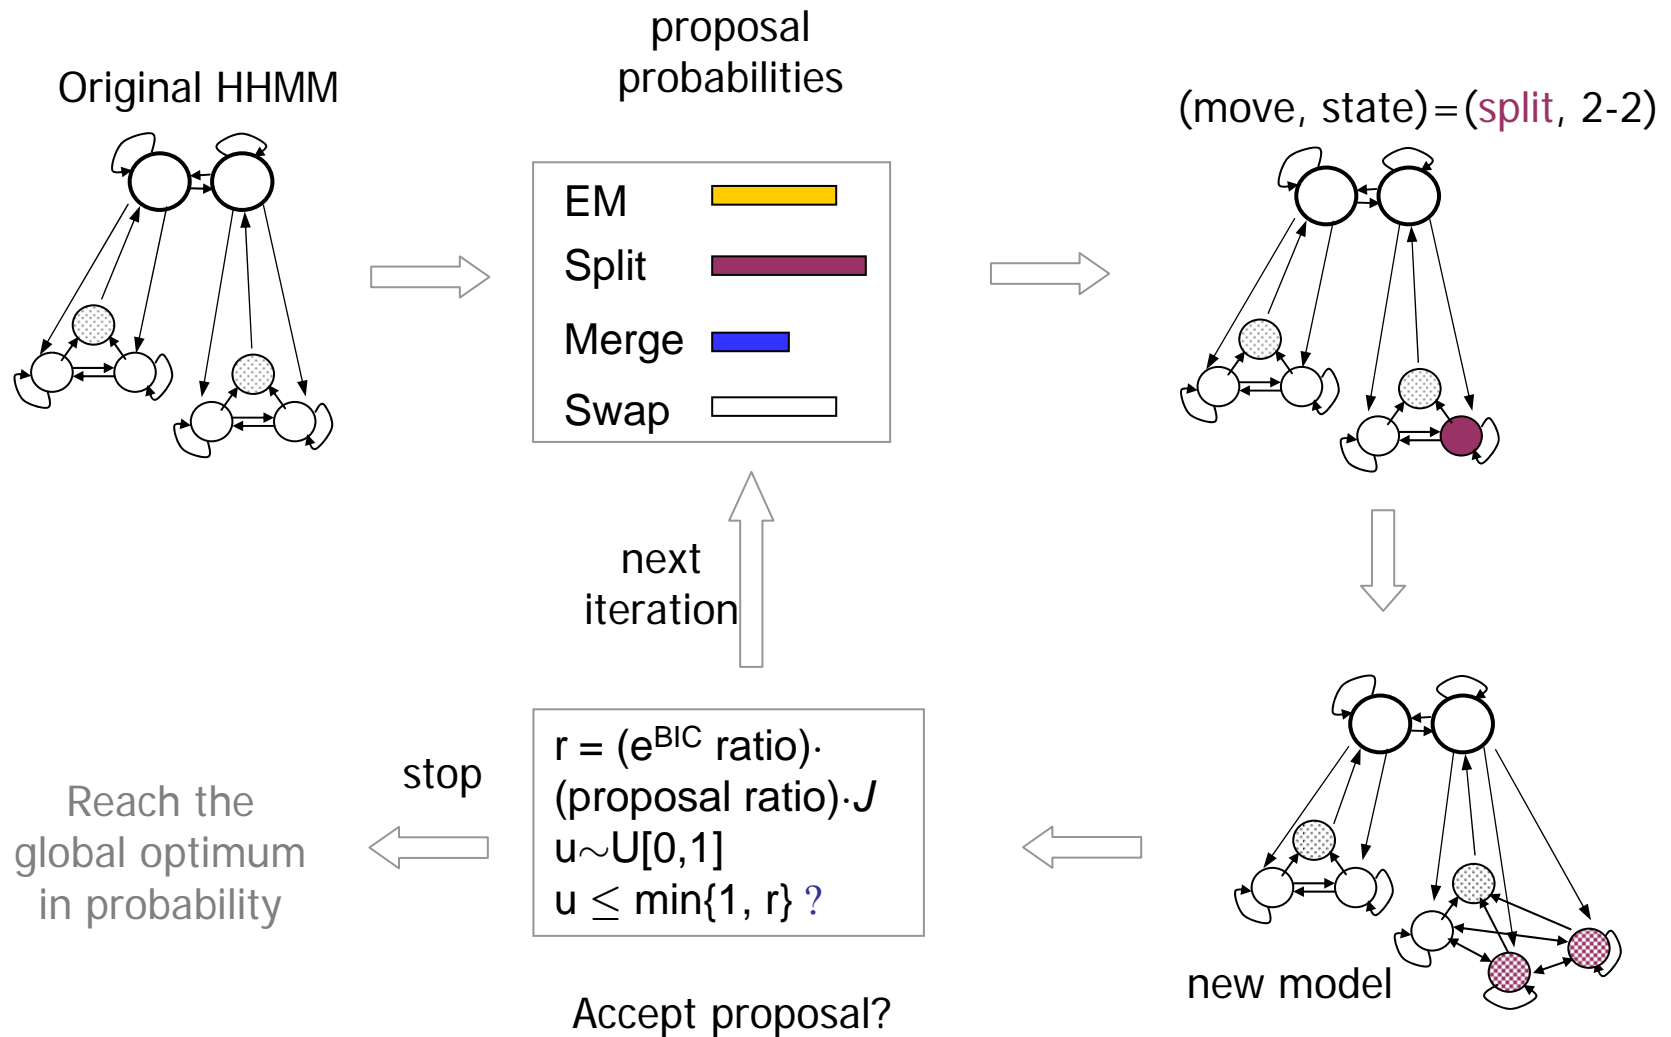 Original HHMM
proposal
probabilities
EM
Split
Merge
Swap
(move, state)=(split, 2-2)
next
iteration
new model
r = (e^BIC ratio)·
(proposal ratio)·J
u~U[0,1]
u ≤ min{1, r} ?
Accept proposal?
stop
Reach the
global optimum
in probability